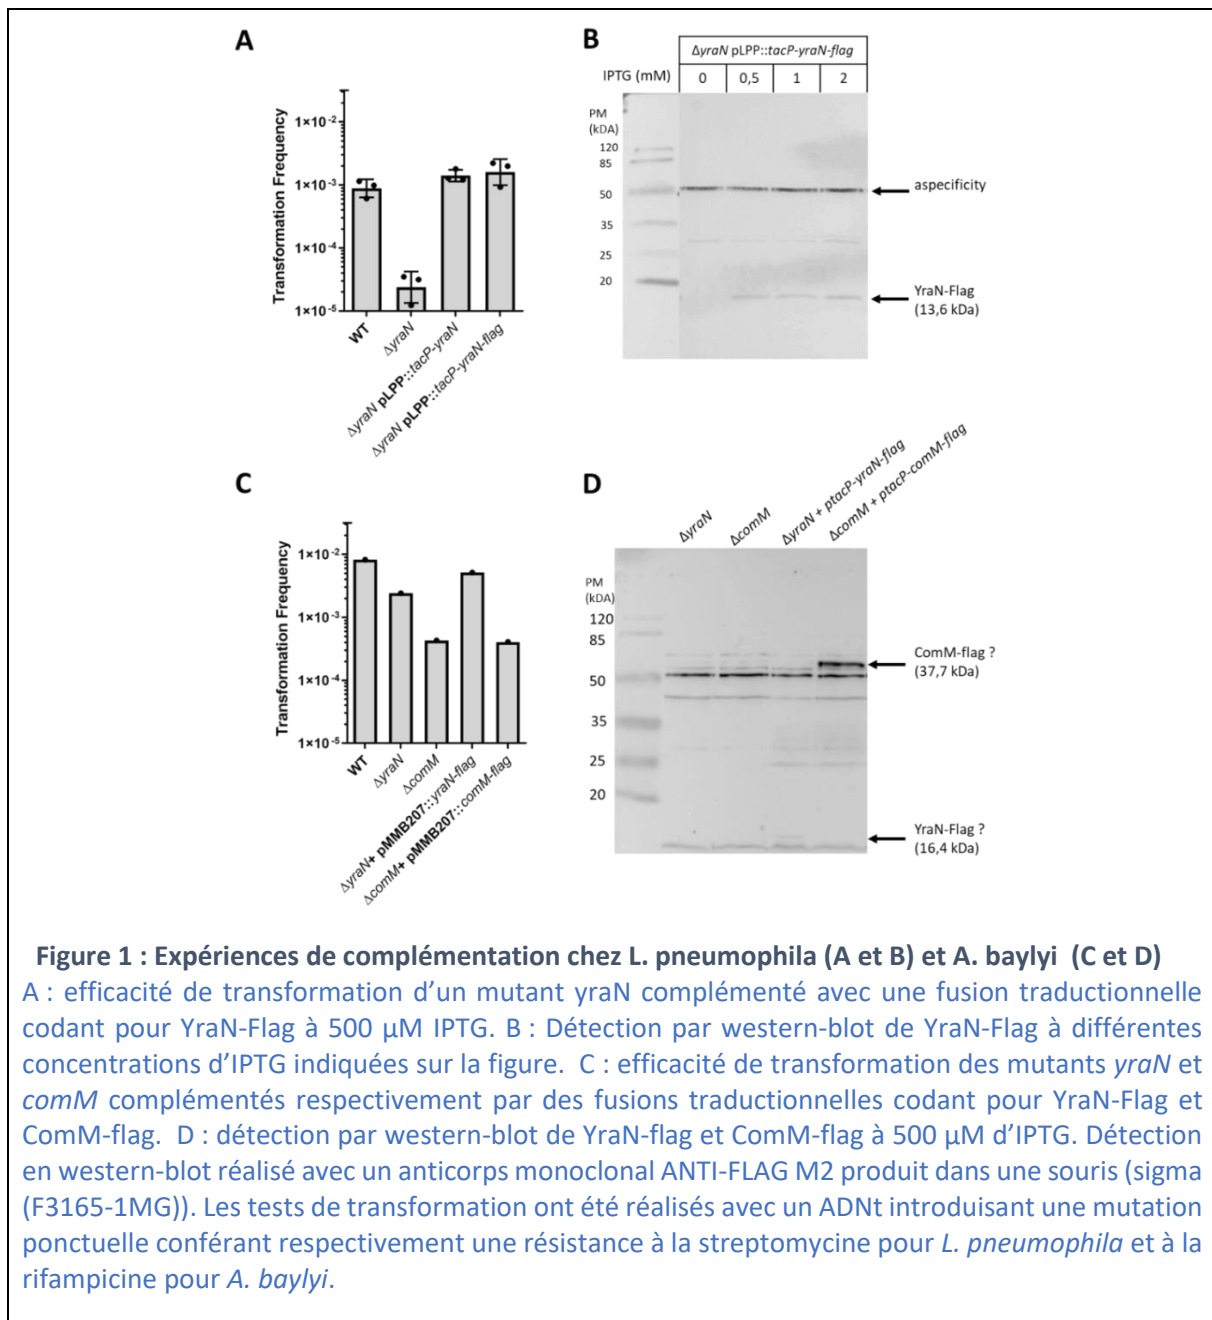 A
Transcription Frequency
1×10-2
1×10-3
1×10-4
1×10-5
WT
ΔyraN
ΔyraN pLPP::tacP-yraN
ΔyraN pLPP::tacP-yraN-flag
B
ΔyraN pLPP::tacP-yraN-flag
IPTG (mM)
0
0,5
1
2
PM
(kDA)
120
85
50
35
25
20
aspecificity
YraN-Flag
(13,6 kDa)
C
Transformation Frequency
1×10-2
1×10-3
1×10-4
1×10-5
WT
ΔyraN
ΔcomM
ΔyraN+ pMMB207::yraN-flag
ΔcomM+ pMMB207::comM-flag
D
ΔyraN
ΔcomM
ΔyraN + ptacP-yraN-flag
ΔcomM + ptacP-comM-flag
PM
(kDA)
120
85
50
35
25
20
ComM-flag ?
(37,7 kDa)
YraN-Flag ?
(16,4 kDa)
Figure 1 : Expériences de complémentation chez L. pneumophila (A et B) et A. baylyi (C et D)
A : efficacité de transformation d'un mutant yraN complémenté avec une fusion traductionnelle
codant pour YraN-Flag à 500 µM IPTG. B : Détection par western-blot de YraN-Flag à différentes
concentrations d'IPTG indiquées sur la figure. C : efficacité de transformation des mutants yraN et
comM complémentés respectivement par des fusions traductionnelles codant pour YraN-Flag et
ComM-flag. D : détection par western-blot de YraN-flag et ComM-flag à 500 µM d'IPTG. Détection
en western-blot réalisé avec un anticorps monoclonal ANTI-FLAG M2 produit dans une souris (sigma
(F3165-1MG)). Les tests de transformation ont été réalisés avec un ADNt introduisant une mutation
ponctuelle conférant respectivement une résistance à la streptomycine pour L. pneumophila et à la
rifampicine pour A. baylyi.